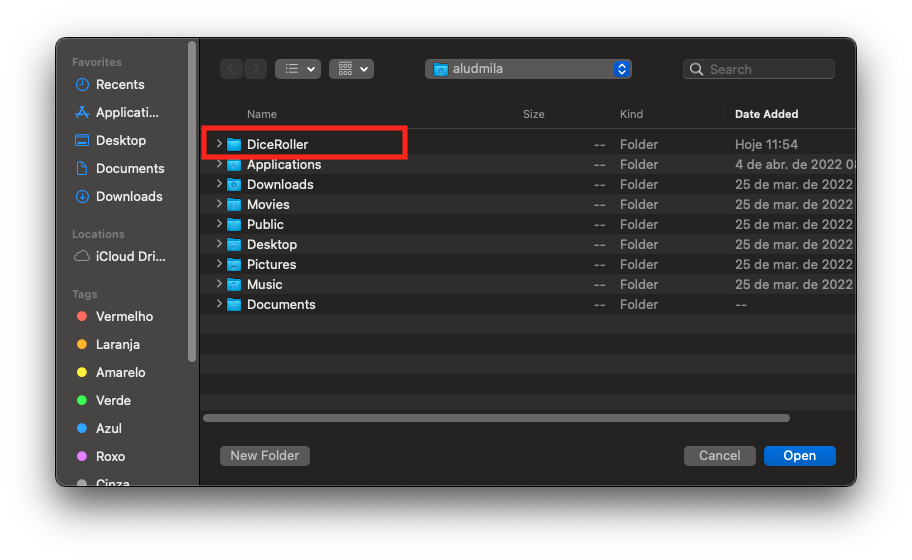 Favorites
Recents
Applicati...
Desktop
Documents
Downloads
Locations
iCloud Dri...
Tags
Vermelho
Laranja
Amarelo
Verde
Azul
Roxo
Cinza
aludmila
Search
Name Size Kind Date Added
DiceRoller -- Folder Hoje 11:54
Applications -- Folder 4 de abr. de 2022 08
Downloads -- Folder 25 de mar. de 2022
Movies -- Folder 25 de mar. de 2022
Public -- Folder 25 de mar. de 2022
Desktop -- Folder 25 de mar. de 2022
Pictures -- Folder 25 de mar. de 2022
Music -- Folder 25 de mar. de 2022
Documents -- Folder --
New Folder Cancel Open